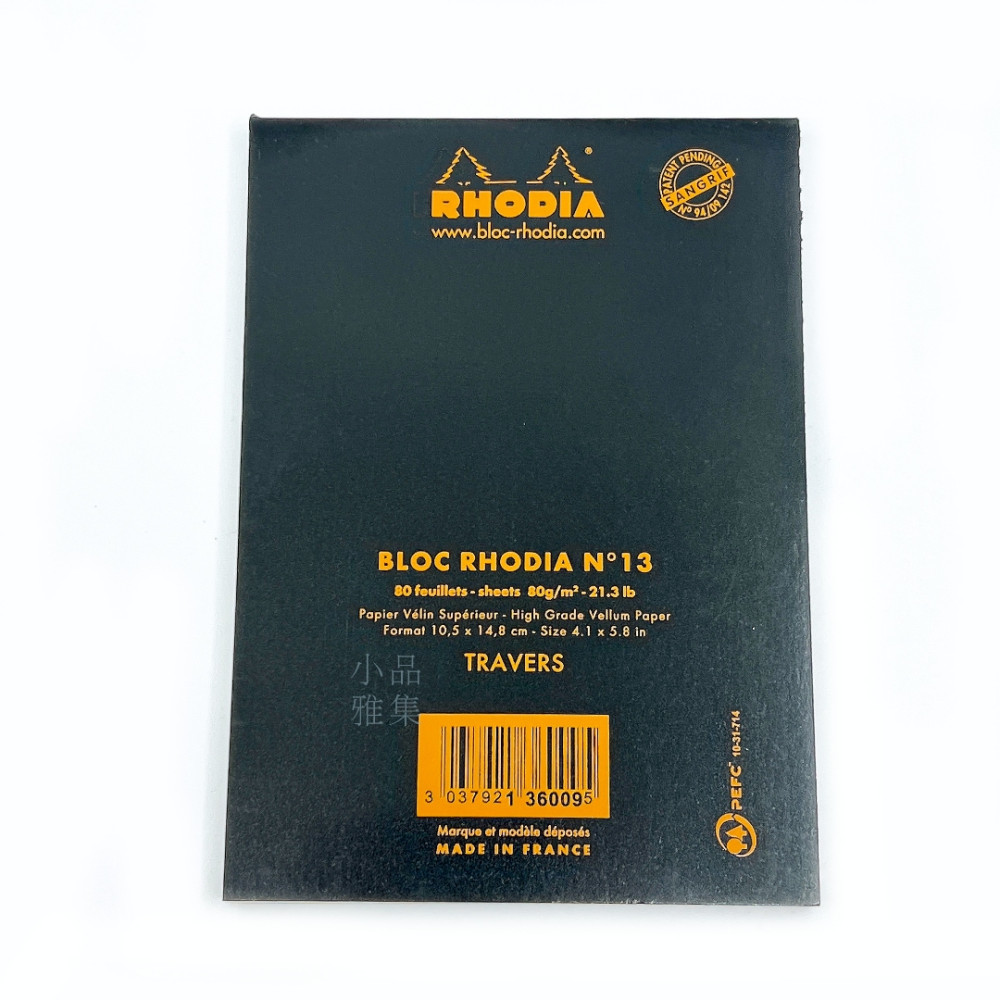 RHODIA®
www.bloc-rhodia.com
PATENT PENDING
SANGRIF
N° 94/09 142
BLOC RHODIA N°13
80 feuillets - sheets 80g/m² - 21.3 lb
Papier Vélin Supérieur - High Grade Vellum Paper
Format 10,5 x 14,8 cm - Size 4.1 x 5.8 in
TRAVERS
小品
雅集
3 037921 360095
Marque et modèle déposés
MADE IN FRANCE
PEFC™ 10-31-714